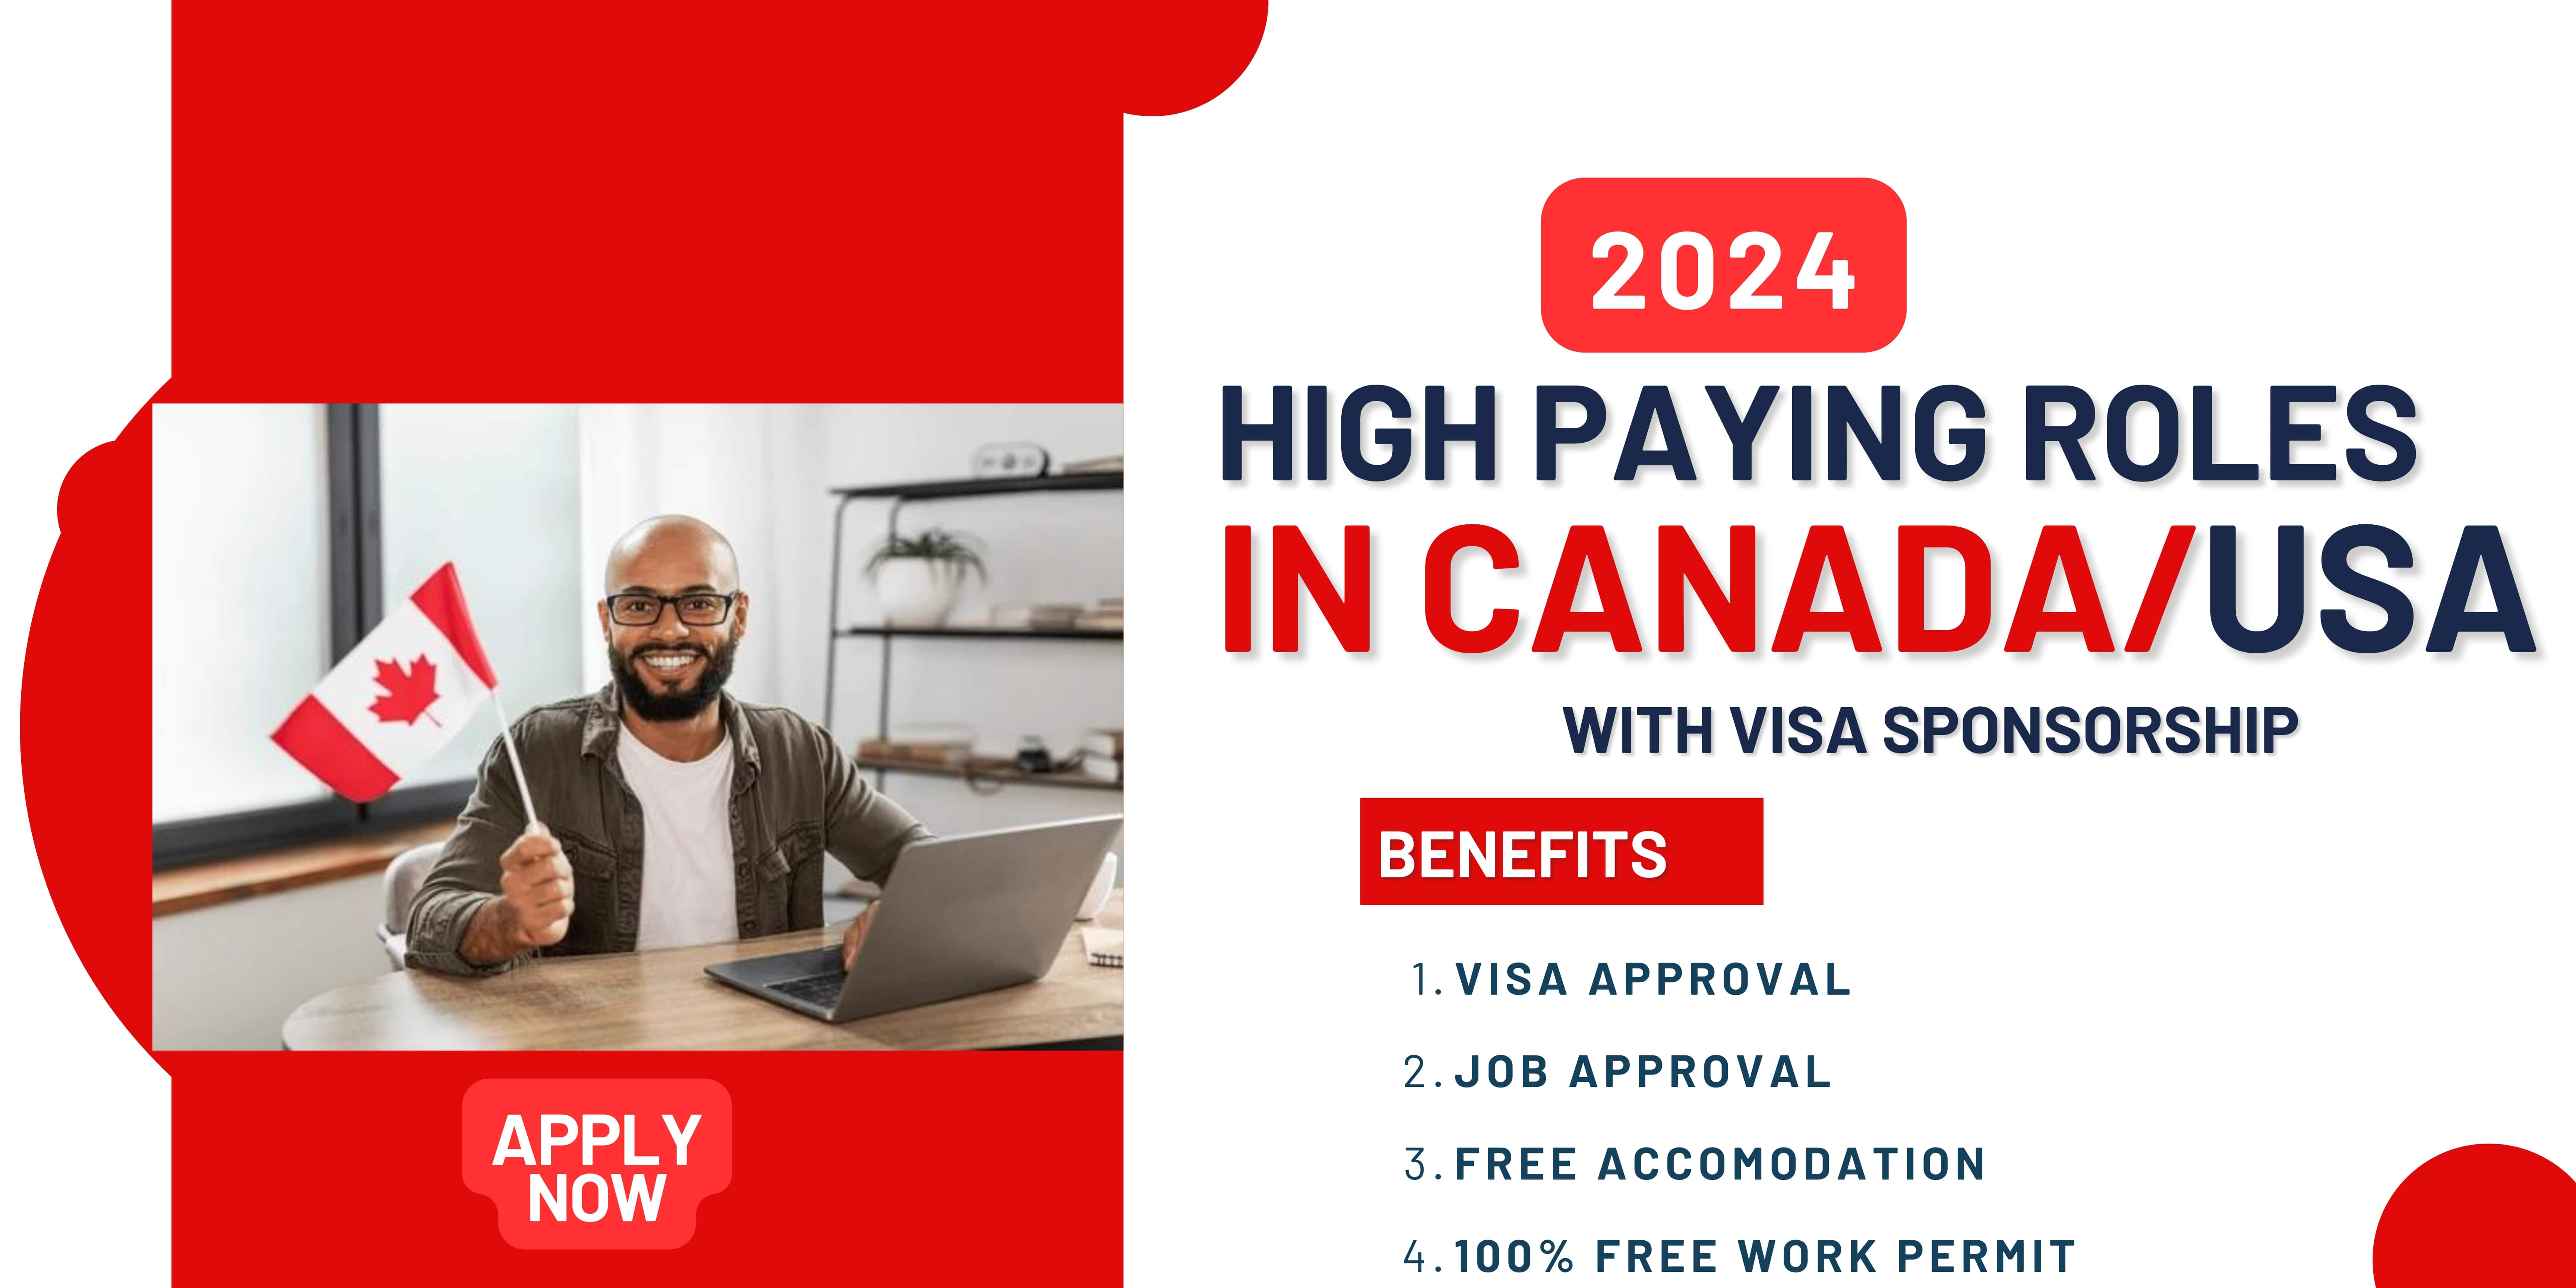 2024
HIGH PAYING ROLES
IN CANADA/USA
WITH VISA SPONSORSHIP
BENEFITS
1. VISA APPROVAL
2. JOB APPROVAL
3. FREE ACCOMODATION
4. 100% FREE WORK PERMIT
APPLY
NOW